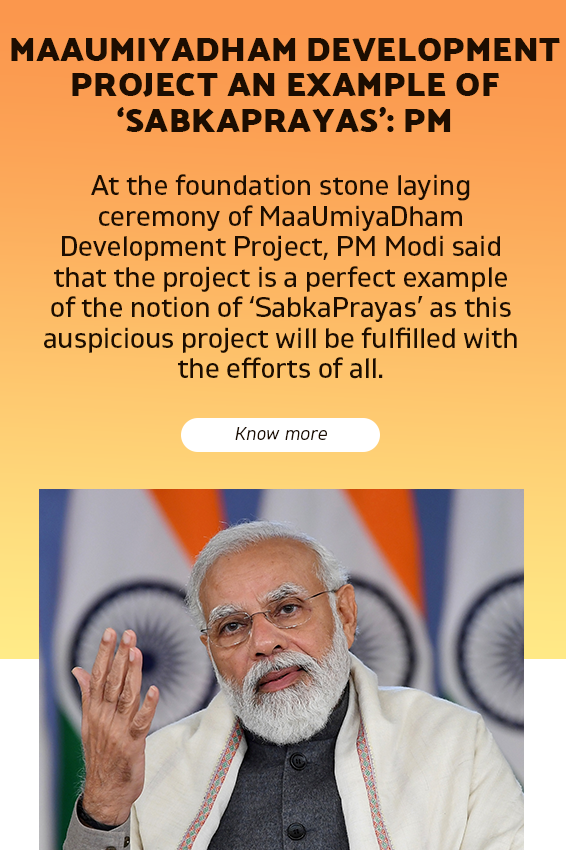 MAAUMIYADHAM DEVELOPMENT
PROJECT AN EXAMPLE OF
‘SABKAPRAYAS’: PM
At the foundation stone laying
ceremony of MaaUmiyaDham
Development Project, PM Modi said
that the project is a perfect example
of the notion of ‘SabkaPrayas’ as this
auspicious project will be fulfilled with
the efforts of all.
Know more